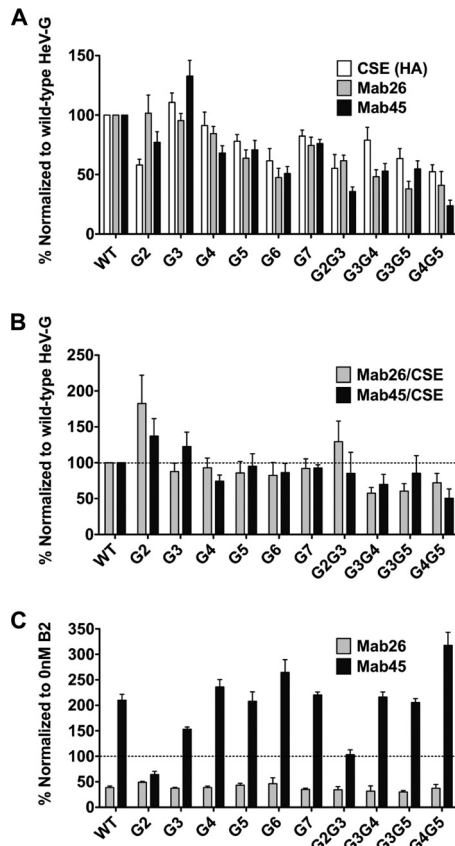 A
% Normalized to wild-type HeV-G
150
100
50
0
CSE (HA)
Mab26
Mab45
WT
G2
G3
G4
G5
G6
G7
G2G3
G3G4
G3G5
G4G5
B
% Normalized to wild-type HeV-G
250
200
150
100
50
0
Mab26/CSE
Mab45/CSE
WT
G2
G3
G4
G5
G6
G7
G2G3
G3G4
G3G5
G4G5
C
% Normalized to 0nM B2
350
300
250
200
150
100
50
0
Mab26
Mab45
WT
G2
G3
G4
G5
G6
G7
G2G3
G3G4
G3G5
G4G5